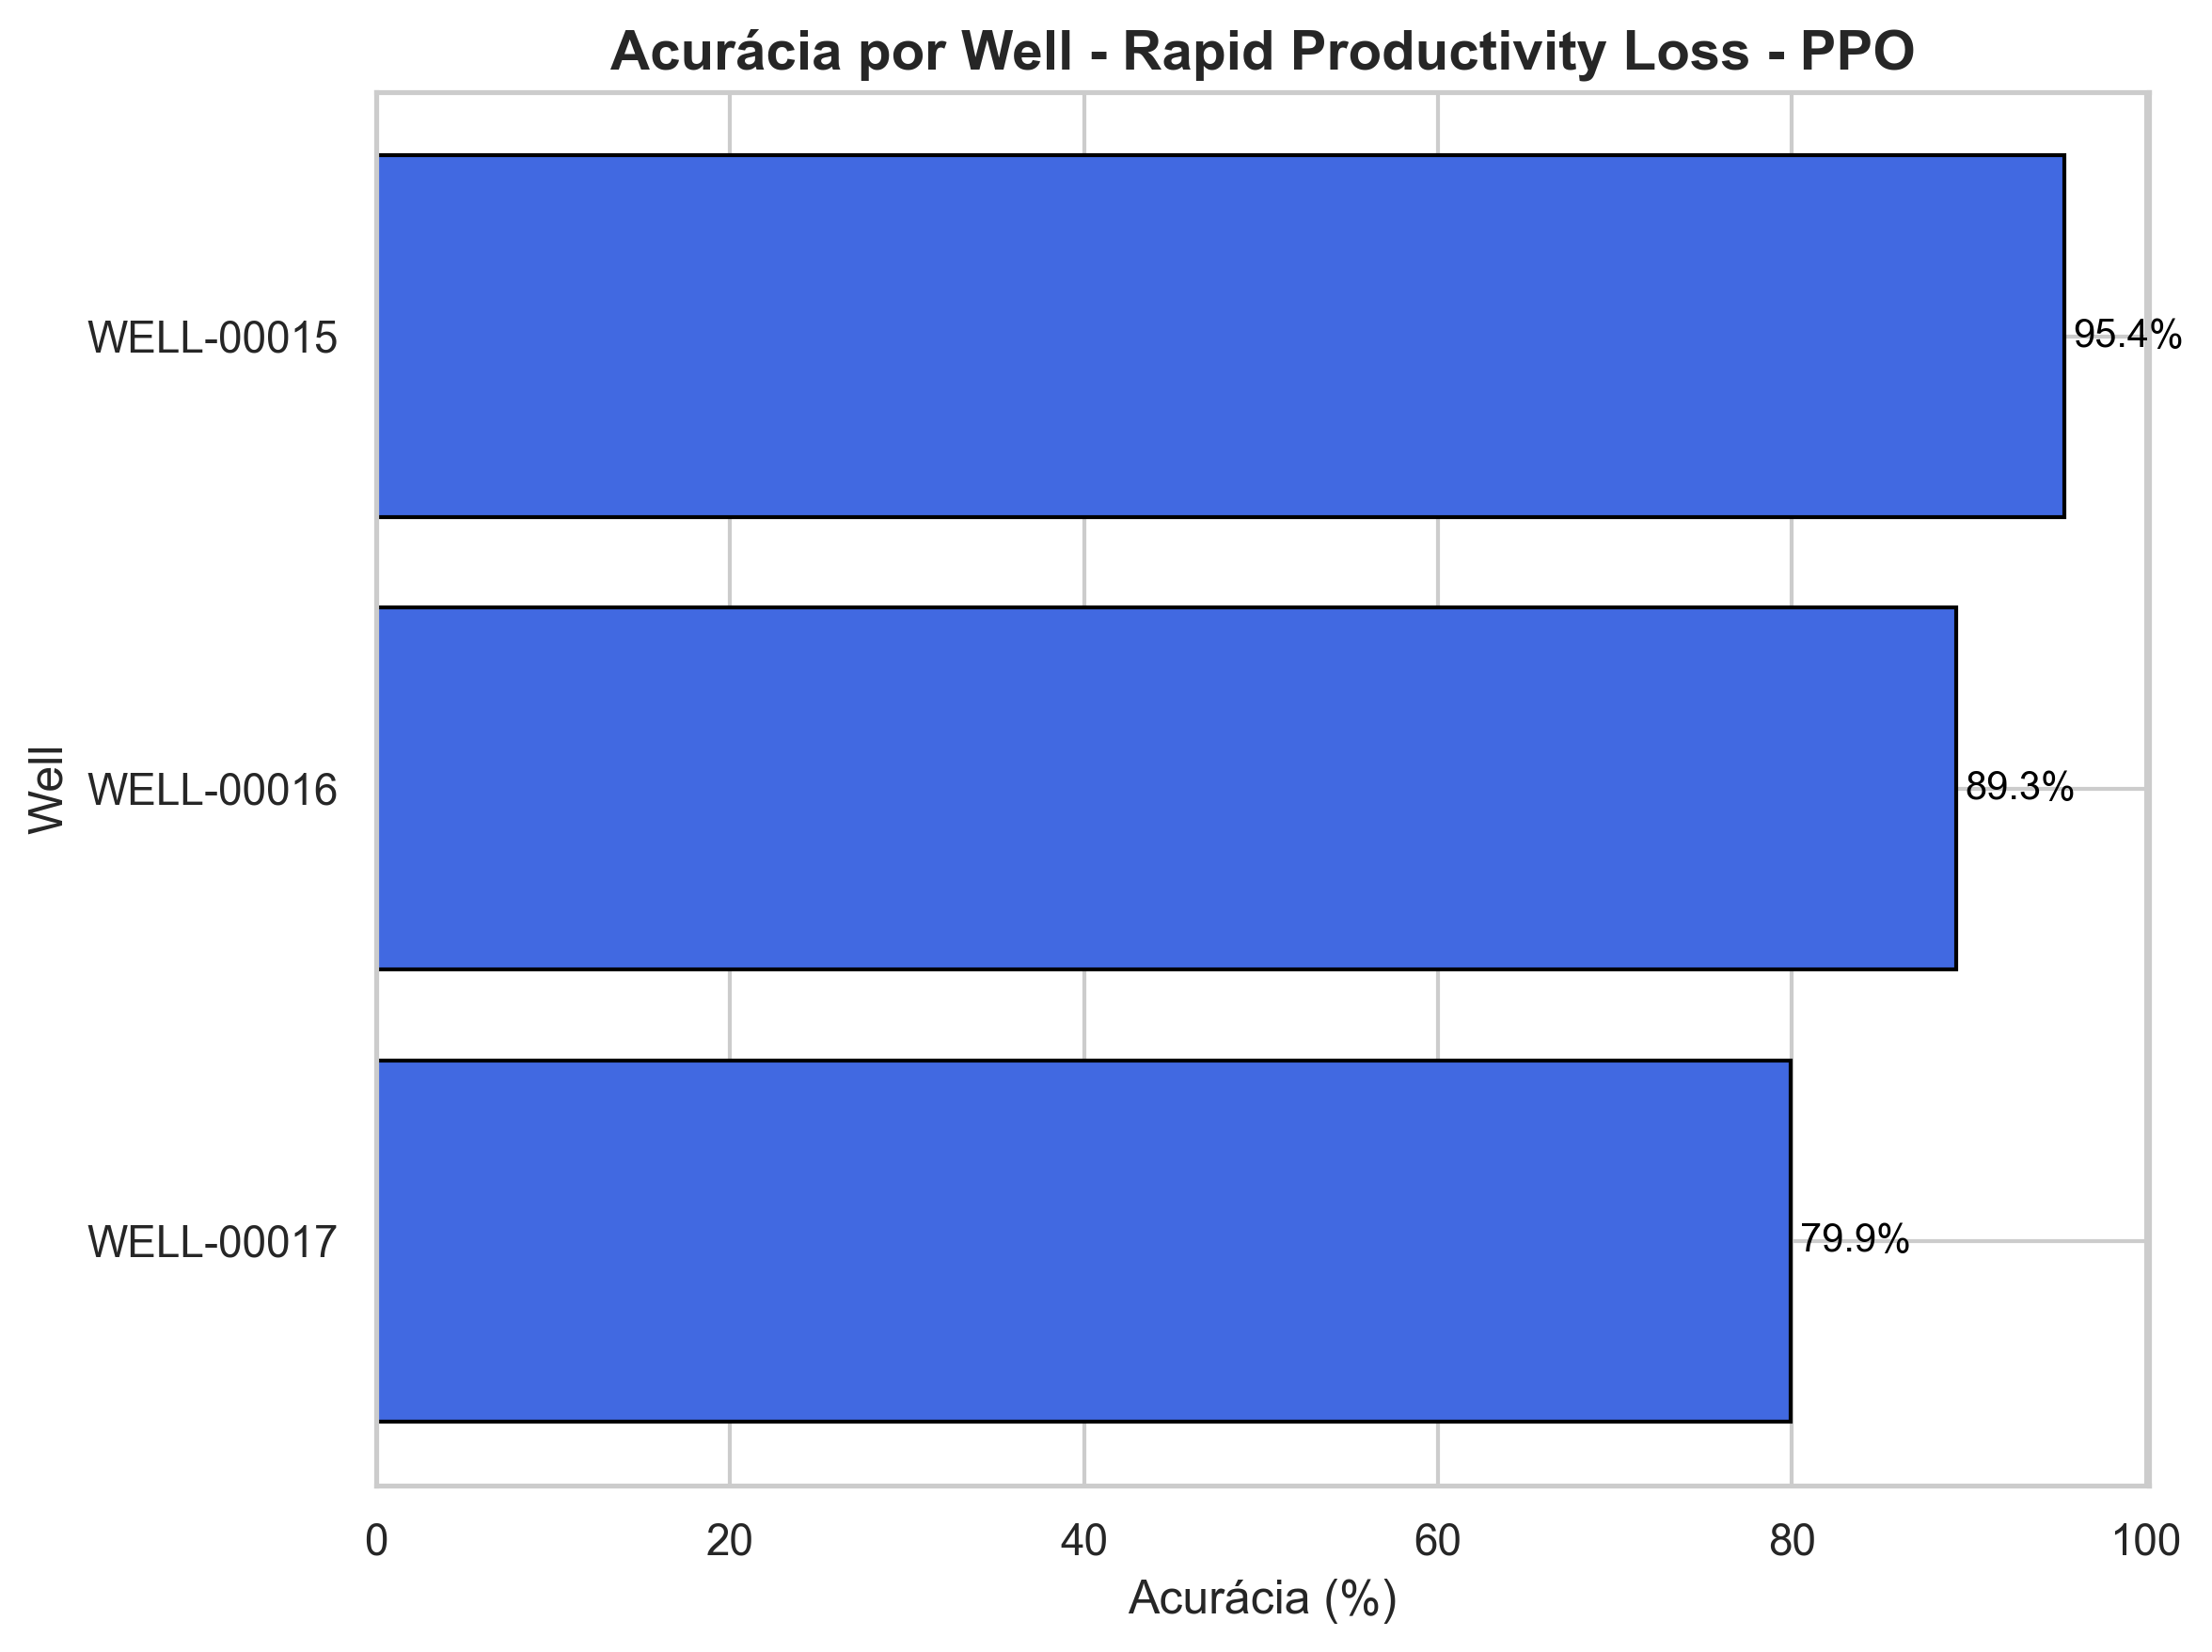 Acurácia por Well - Rapid Productivity Loss - PPO
WELL-00015
95.4%
WELL-00016
89.3%
WELL-00017
79.9%
Well
0 20 40 60 80 100
Acurácia (%)